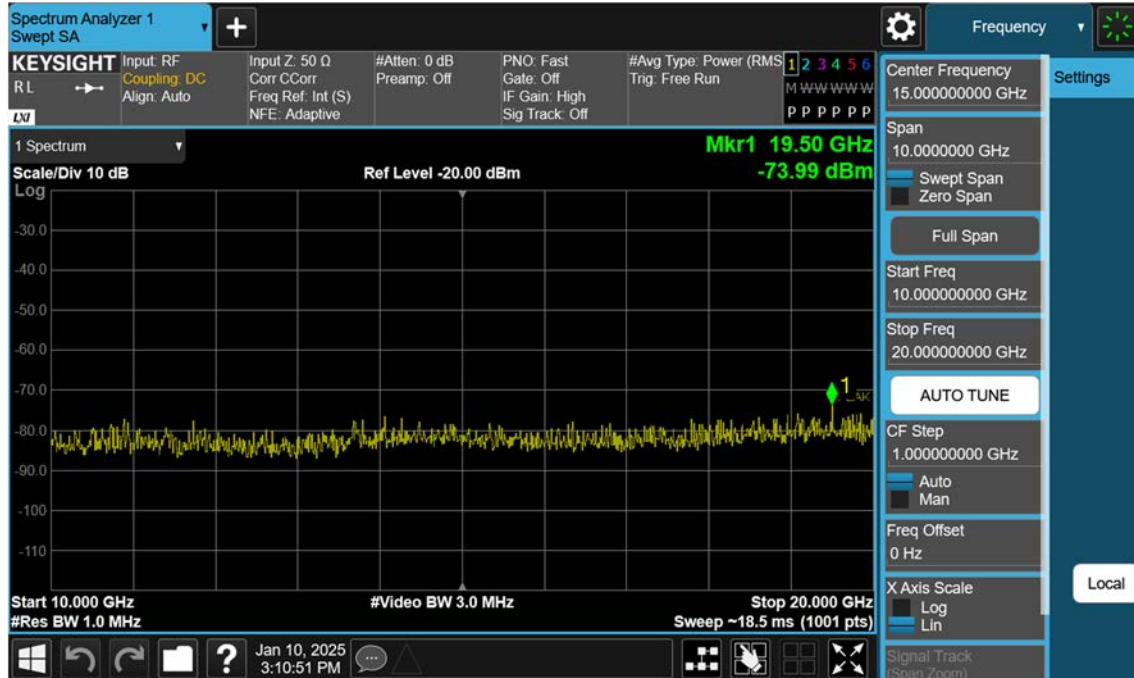 Spectrum Analyzer 1
Swept SA
Frequency
KEYSIGHT
R L
LXI
Input: RF
Coupling: DC
Align: Auto
Input Z: 50 Ω
Corr CCorr
Freq Ref: Int (S)
NFE: Adaptive
#Atten: 0 dB
Preamp: Off
PNO: Fast
Gate: Off
IF Gain: High
Sig Track: Off
#Avg Type: Power (RMS
Trig: Free Run
1 2 3 4 5 6
M W W W W W
P P P P P P
1 Spectrum
Mkr1 19.50 GHz
-73.99 dBm
Scale/Div 10 dB
Ref Level -20.00 dBm
Log
-30.0
-40.0
-50.0
-60.0
-70.0
-80.0
-90.0
-100
-110
1
Start 10.000 GHz
#Video BW 3.0 MHz
Stop 20.000 GHz
#Res BW 1.0 MHz
Sweep ~18.5 ms (1001 pts)
Jan 10, 2025
3:10:51 PM
?
Center Frequency
15.000000000 GHz
Settings
Span
10.0000000 GHz
Swept Span
Zero Span
Full Span
Start Freq
10.000000000 GHz
Stop Freq
20.000000000 GHz
AUTO TUNE
CF Step
1.000000000 GHz
Auto
Man
Freq Offset
0 Hz
X Axis Scale
Log
Lin
Local
Signal Track
(Span Zoom)